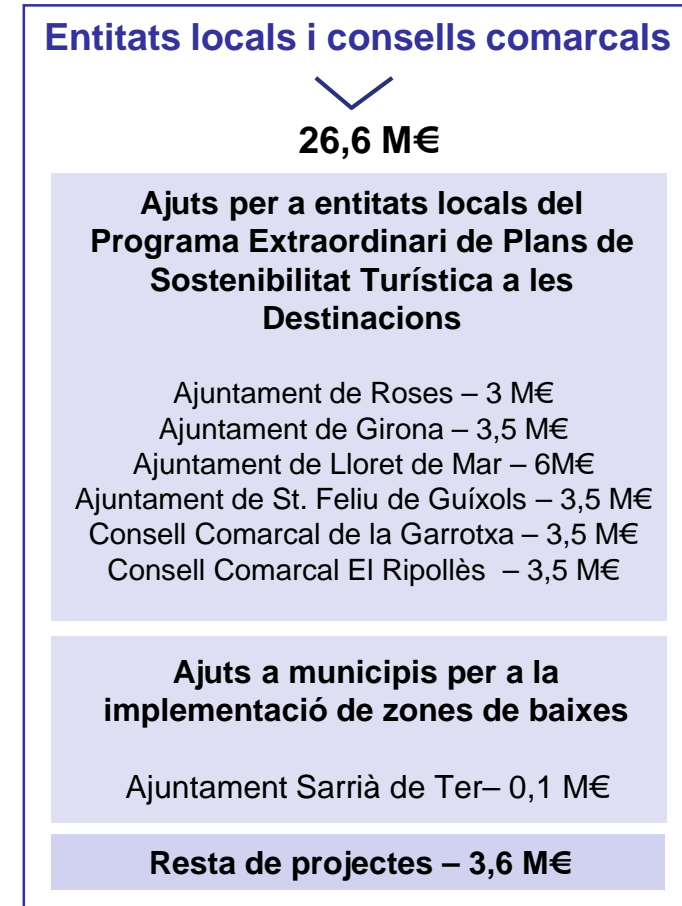 Entitats locals i consells comarcals
26,6 M€
Ajuts per a entitats locals del
Programa Extraordinari de Plans de
Sostenibilitat Turística a les
Destinacions
Ajuntament de Roses – 3 M€
Ajuntament de Girona – 3,5 M€
Ajuntament de Lloret de Mar – 6M€
Ajuntament de St. Feliu de Guíxols – 3,5 M€
Consell Comarcal de la Garrotxa – 3,5 M€
Consell Comarcal El Ripollès – 3,5 M€
Ajuts a municipis per a la
implementació de zones de baixes
Ajuntament Sarrià de Ter– 0,1 M€
Resta de projectes – 3,6 M€